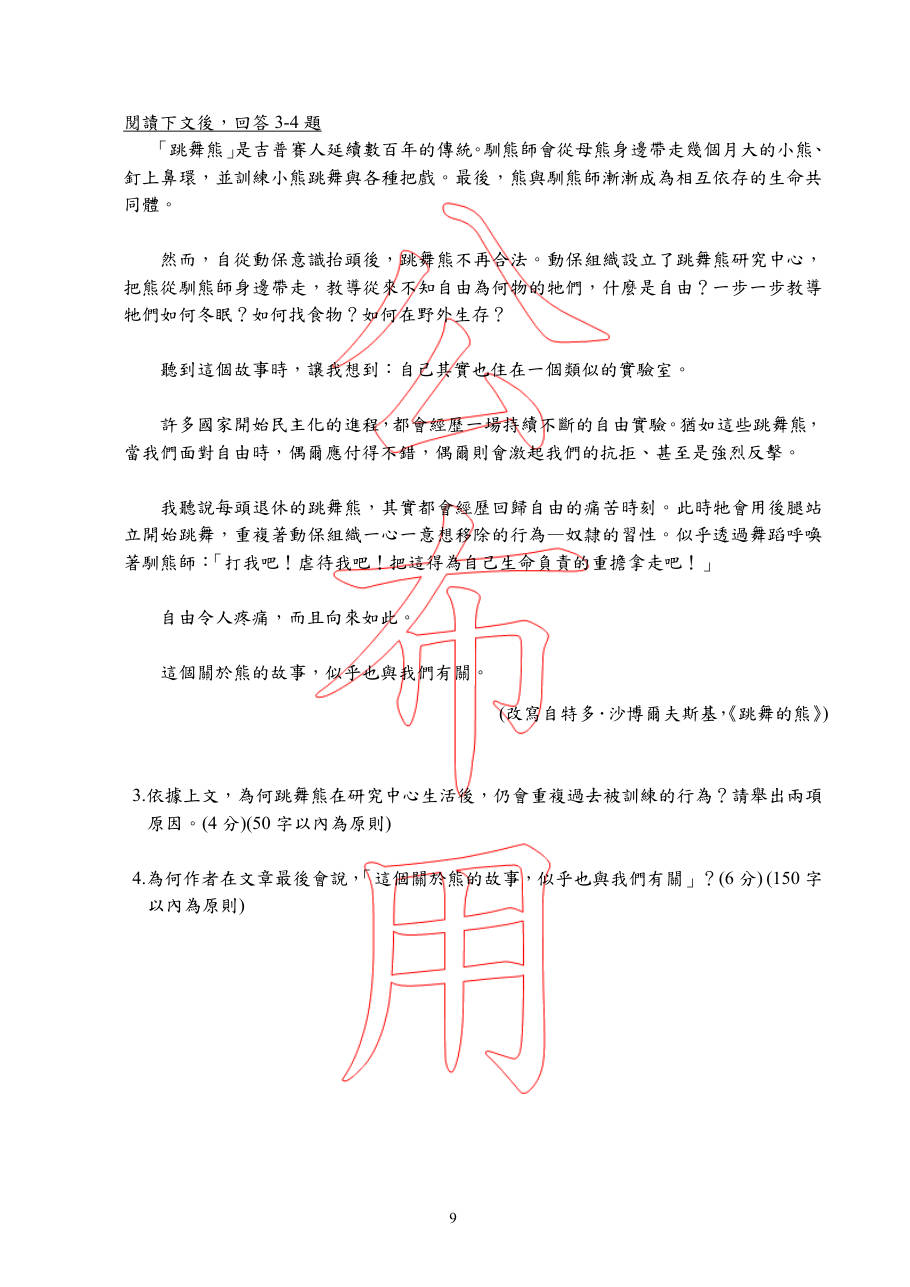 閱讀下文後，回答 3-4 題
「跳舞熊」是吉普賽人延續數百年的傳統。馴熊師會從母熊身邊帶走幾個月大的小熊、
釘上鼻環，並訓練小熊跳舞與各種把戲。最後，熊與馴熊師漸漸成為相互依存的生命共
同體。
然而，自從動保意識抬頭後，跳舞熊不再合法。動保組織設立了跳舞熊研究中心，
把熊從馴熊師身邊帶走，教導從來不知自由為何物的牠們，什麼是自由？一步一步教導
牠們如何冬眠？如何找食物？如何在野外生存？
聽到這個故事時，讓我想到：自己其實也住在一個類似的實驗室。
許多國家開始民主化的進程，都會經歷一場持續不斷的自由實驗。猶如這些跳舞熊，
當我們面對自由時，偶爾應付得不錯，偶爾則會激起我們的抗拒、甚至是強烈反擊。
我聽說每頭退休的跳舞熊，其實都會經歷回歸自由的痛苦時刻。此時牠會用後腿站
立開始跳舞，重複著動保組織一心一意想移除的行為—奴隸的習性。似乎透過舞蹈呼喚
著馴熊師：「打我吧！虐待我吧！把這得為自己生命負責的重擔拿走吧！」
自由令人疼痛，而且向來如此。
這個關於熊的故事，似乎也與我們有關。
(改寫自特多·沙博爾夫斯基，《跳舞的熊》)
3.依據上文，為何跳舞熊在研究中心生活後，仍會重複過去被訓練的行為？請舉出兩項
原因。(4 分)(50 字以內為原則)
4.為何作者在文章最後會說，「這個關於熊的故事，似乎也與我們有關」？(6 分) (150 字
以內為原則)
公布用
9